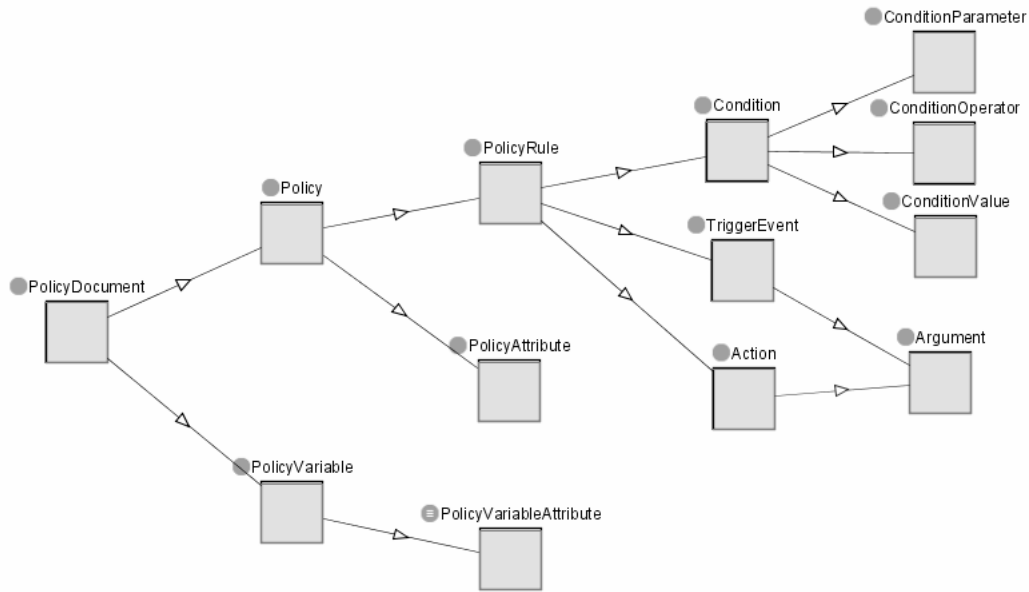 ConditionParameter
Condition
ConditionOperator
PolicyRule
Policy
ConditionValue
TriggerEvent
PolicyDocument
PolicyAttribute
Action
Argument
PolicyVariable
PolicyVariableAttribute